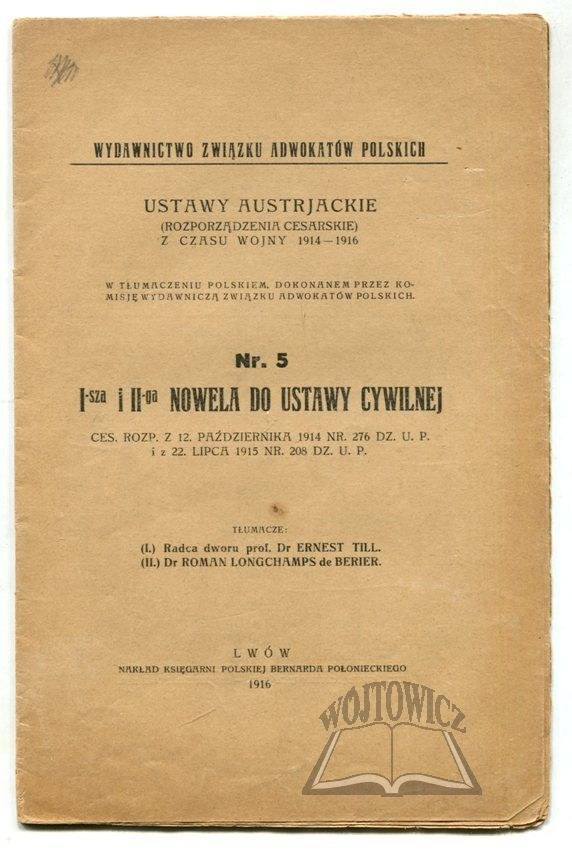 WYDAWNICTWO ZWIĄZKU ADWOKATÓW POLSKICH
USTAWY AUSTRJACKIE
(ROZPORZĄDZENIA CESARSKIE)
Z CZASU WOJNY 1914—1916
W TŁUMACZENIU POLSKIEM, DOKONANEM PRZEZ KO-
MISJĘ WYDAWNICZĄ ZWIĄZKU ADWOKATÓW POLSKICH.
Nr. 5
I-sza i II-ga NOWELA DO USTAWY CYWILNEJ
CES. ROZP. Z 12. PAŹDZIERNIKA 1914 NR. 276 DZ. U. P.
i z 22. LIPCA 1915 NR. 208 DZ. U. P.
TŁUMACZE:
(I.) Radca dworu prof. Dr ERNEST TILL.
(II.) Dr ROMAN LONGCHAMPS de BERIER.
LWÓW
NAKŁAD KSIĘGARNI POLSKIEJ BERNARDA POŁONIECKIEGO
1916
WÓJTOWICZ